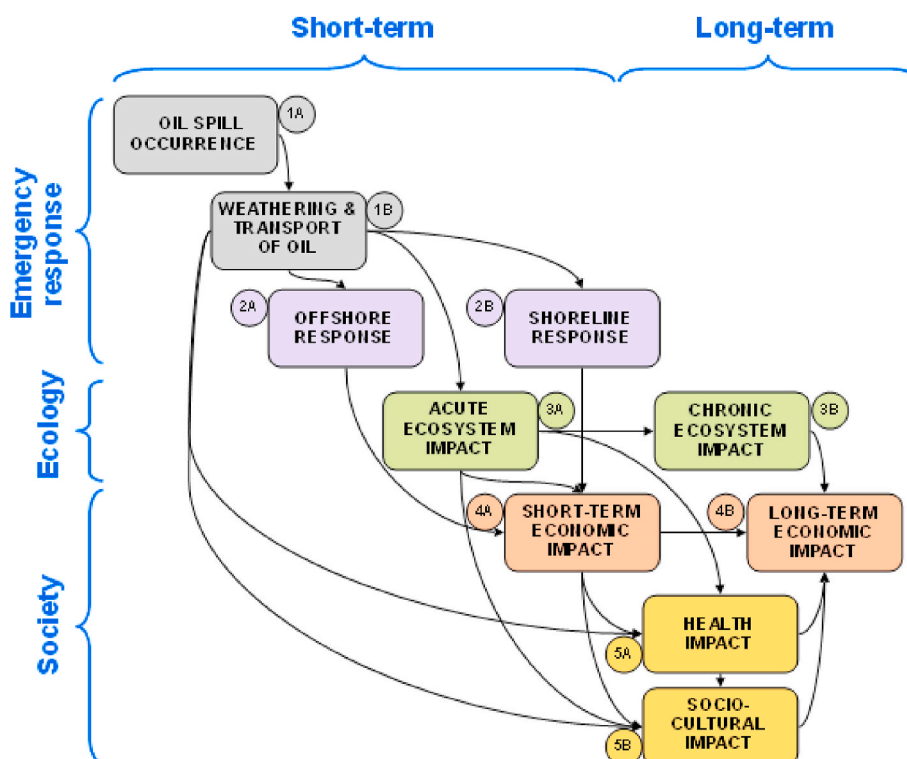 Short-term
Long-term
Emergency
response
Ecology
Society
OIL SPILL
OCCURRENCE
1A
WEATHERING &
TRANSPORT
OF OIL
1B
2A
OFFSHORE
RESPONSE
2B
SHORELINE
RESPONSE
ACUTE
ECOSYSTEM
IMPACT
3A
CHRONIC
ECOSYSTEM
IMPACT
3B
4A
SHORT-TERM
ECONOMIC
IMPACT
4B
LONG-TERM
ECONOMIC
IMPACT
HEALTH
IMPACT
5A
SOCIO-
CULTURAL
IMPACT
5B